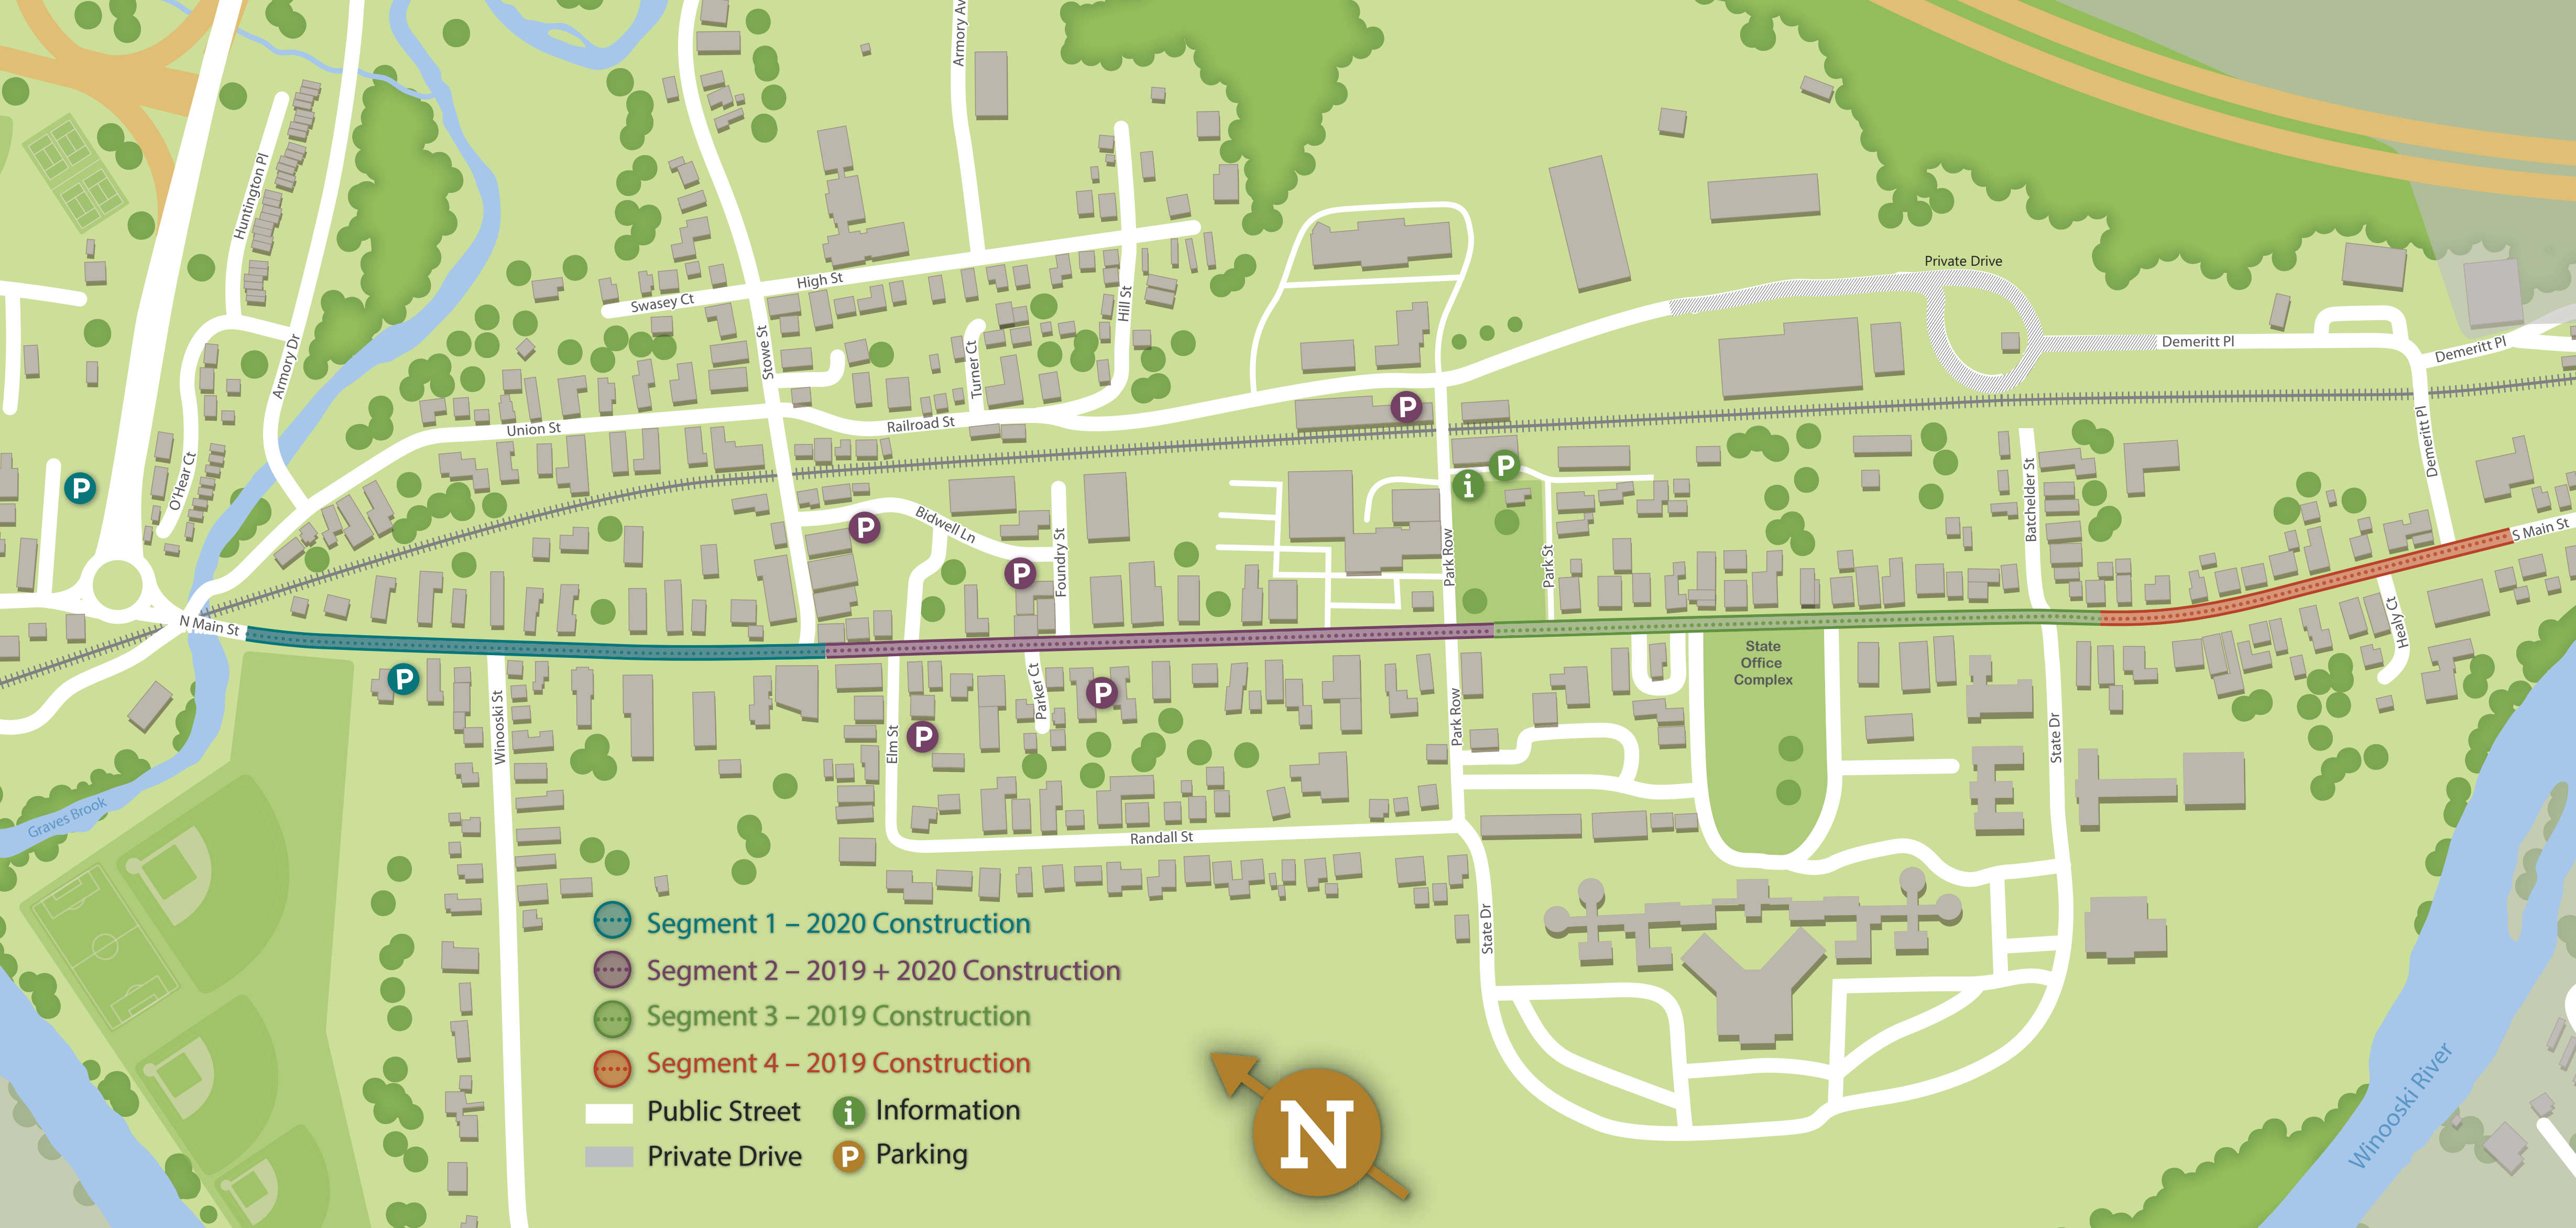 Armory Av
Huntington Pl
Private Drive
High St
Swasey Ct
Hill St
Stowe St
Armory Dr
Turner Ct
Demeritt Pl
Demeritt Pl
Railroad St
Union St
P
Demeritt Pl
O'Hear Ct
P
i
P
P
Batchelder St
Bidwell Ln
P
S Main St
Foundry St
Park Row
Park St
P
N Main St
Healy Ct
State
Office
Complex
P
Parker Ct
P
Winooski St
Park Row
Elm St
P
State Dr
Graves Brook
Randall St
State Dr
Segment 1 – 2020 Construction
Segment 2 – 2019 + 2020 Construction
Segment 3 – 2019 Construction
Segment 4 – 2019 Construction
Public Street
i Information
Private Drive
P Parking
N
Winooski River